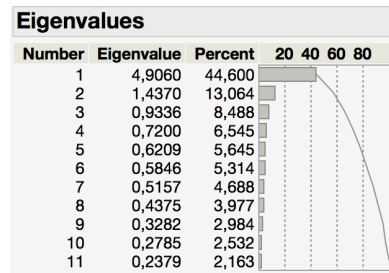 Eigenvalues
Number Eigenvalue Percent 20 40 60 80
1 4,9060 44,600
2 1,4370 13,064
3 0,9336 8,488
4 0,7200 6,545
5 0,6209 5,645
6 0,5846 5,314
7 0,5157 4,688
8 0,4375 3,977
9 0,3282 2,984
10 0,2785 2,532
11 0,2379 2,163